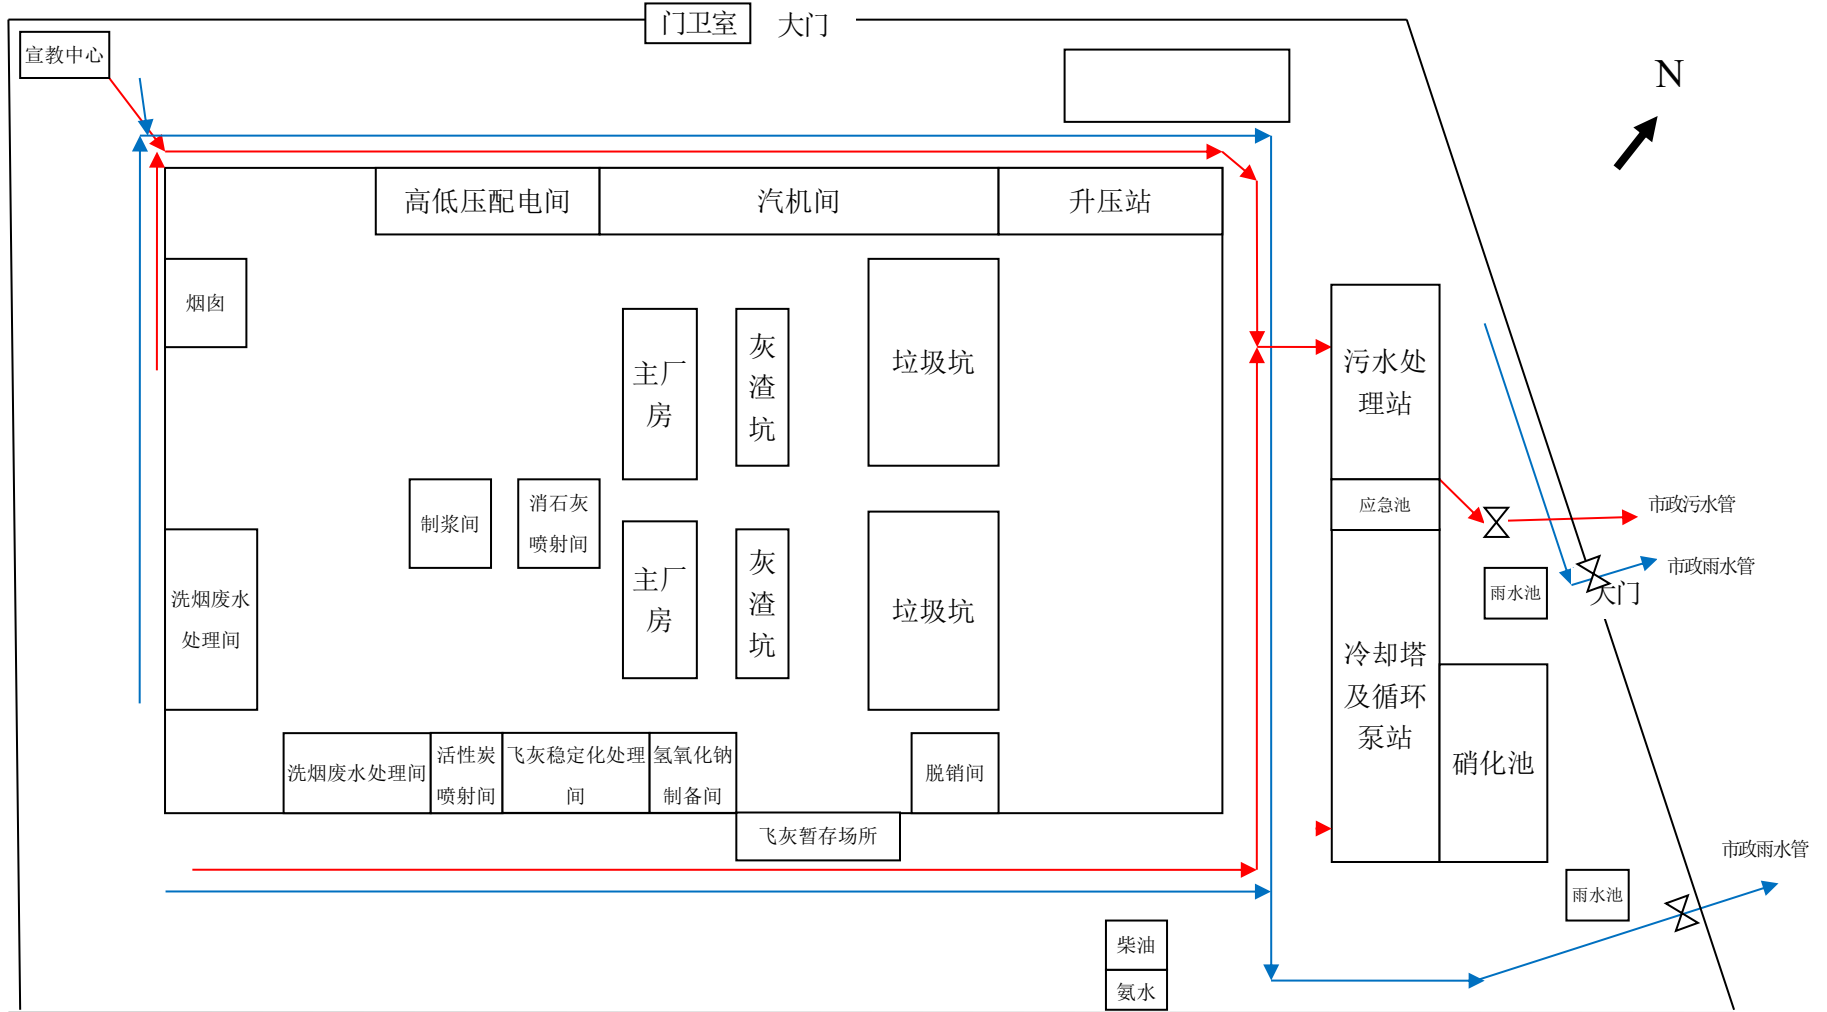 门卫室
大门
宣教中心
N
高低压配电间
汽机间
升压站
烟囱
主厂
房
灰
渣
坑
垃圾坑
污水处
理站
制浆间
消石灰
喷射间
应急池
市政污水管
市政雨水管
大门
雨水池
洗烟废水
处理间
主厂
房
灰
渣
坑
垃圾坑
冷却塔
及循环
泵站
硝化池
洗烟废水处理间
活性炭
喷射间
飞灰稳定化处理
间
氢氧化钠
制备间
脱销间
飞灰暂存场所
市政雨水管
雨水池
柴油
氨水